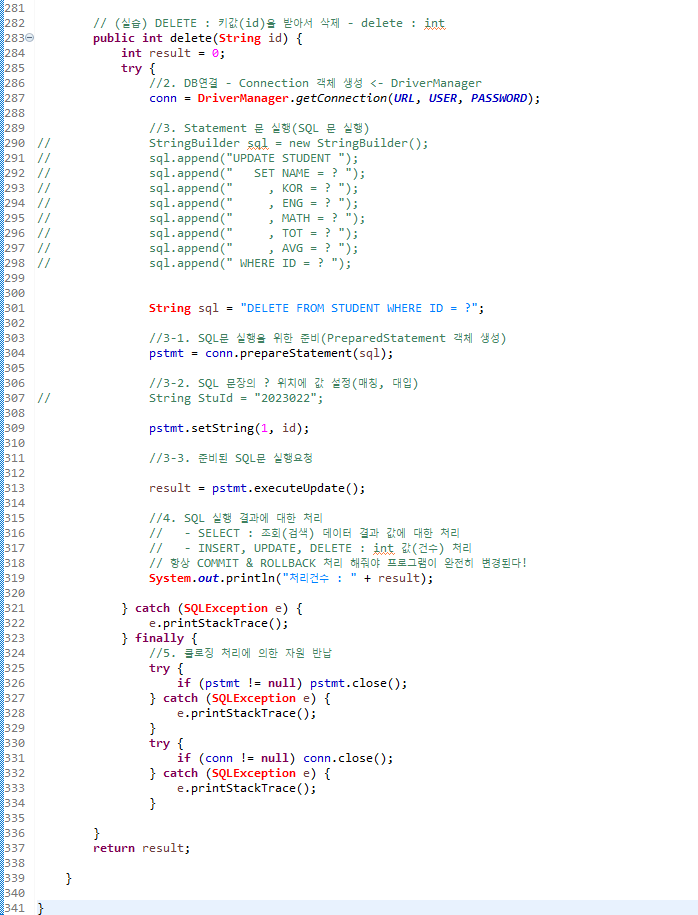 281
282 // (실습) DELETE : 키값(id)을 받아서 삭제 - delete : int
283 public int delete(String id) {
284 int result = 0;
285 try {
286 //2. DB연결 - Connection 객체 생성 <- DriverManager
287 conn = DriverManager.getConnection(URL, USER, PASSWORD);
288
289 //3. Statement 문 실행(SQL 문 실행)
290 // StringBuilder sql = new StringBuilder();
291 // sql.append("UPDATE STUDENT ");
292 // sql.append("   SET NAME = ? ");
293 // sql.append("     , KOR = ? ");
294 // sql.append("     , ENG = ? ");
295 // sql.append("     , MATH = ? ");
296 // sql.append("     , TOT = ? ");
297 // sql.append("     , AVG = ? ");
298 // sql.append(" WHERE ID = ? ");
299
300
301 String sql = "DELETE FROM STUDENT WHERE ID = ?";
302
303 //3-1. SQL문 실행을 위한 준비(PreparedStatement 객체 생성)
304 pstmt = conn.prepareStatement(sql);
305
306 //3-2. SQL 문장의 ? 위치에 값 설정(매칭, 대입)
307 // String StuId = "2023022";
308
309 pstmt.setString(1, id);
310
311 //3-3. 준비된 SQL문 실행요청
312
313 result = pstmt.executeUpdate();
314
315 //4. SQL 실행 결과에 대한 처리
316 //   - SELECT : 조회(검색) 데이터 결과 값에 대한 처리
317 //   - INSERT, UPDATE, DELETE : int 값(건수) 처리
318 // 항상 COMMIT & ROLLBACK 처리 해줘야 프로그램이 완전히 변경된다!
319 System.out.println("처리건수 : " + result);
320
321 } catch (SQLException e) {
322 e.printStackTrace();
323 } finally {
324 //5. 클로징 처리에 의한 자원 반납
325 try {
326 if (pstmt != null) pstmt.close();
327 } catch (SQLException e) {
328 e.printStackTrace();
329 }
330 try {
331 if (conn != null) conn.close();
332 } catch (SQLException e) {
333 e.printStackTrace();
334 }
335
336 }
337 return result;
338
339 }
340
341 }